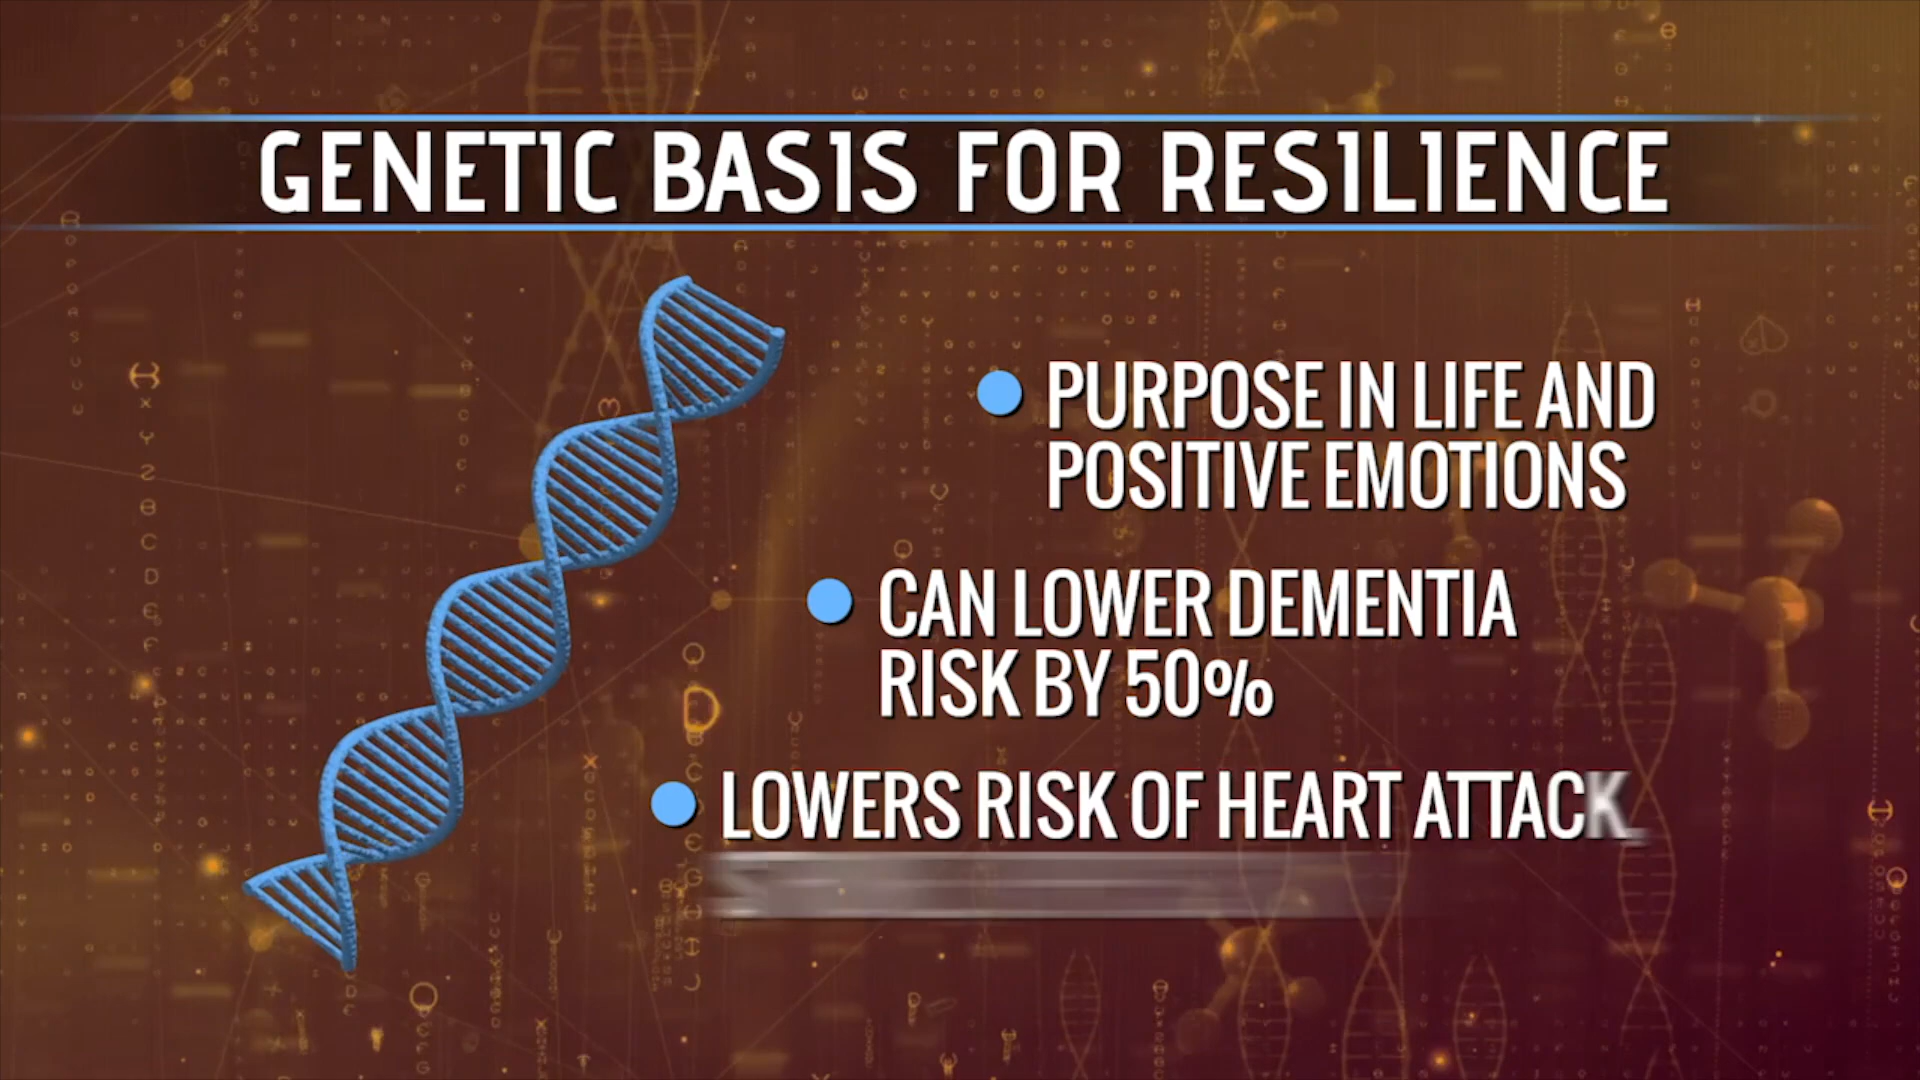 GENETIC BASIS FOR RESILIENCE
PURPOSE IN LIFE AND
POSITIVE EMOTIONS
CAN LOWER DEMENTIA
RISK BY 50%
LOWERS RISK OF HEART ATTACK